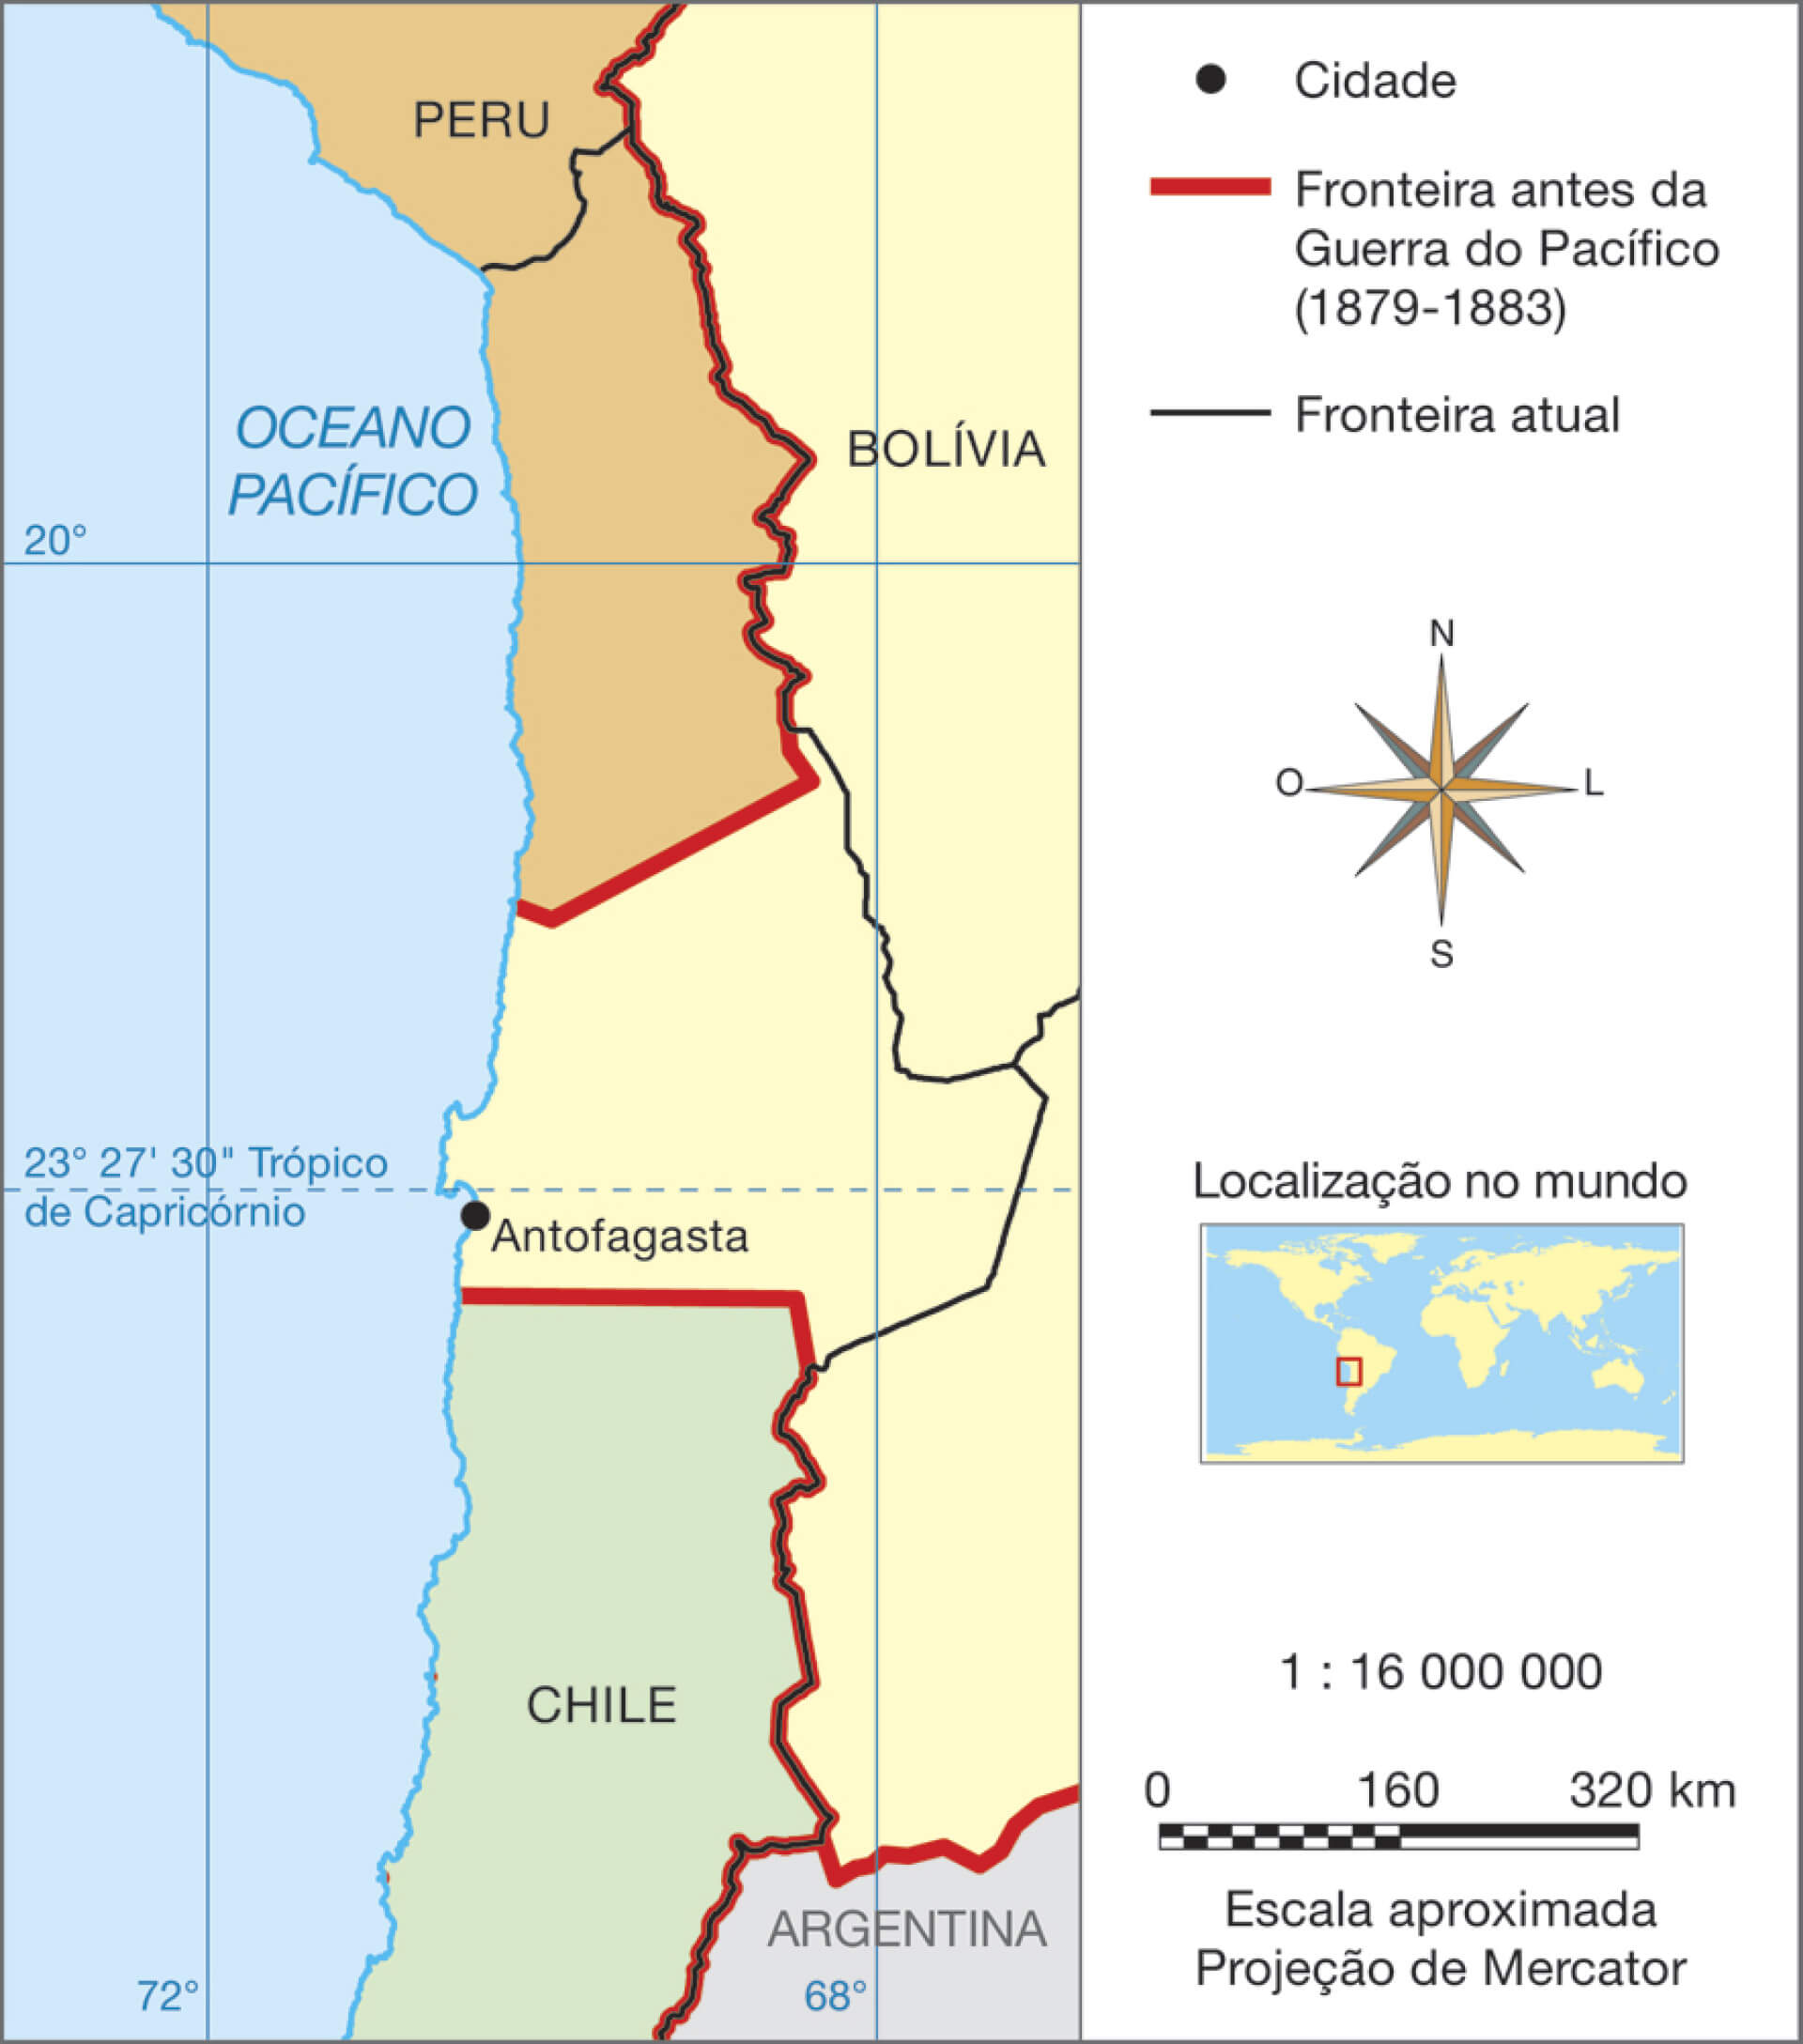 PERU
OCEANO
PACÍFICO
BOLÍVIA
20°
23° 27' 30" Trópico
de Capricórnio
Antofagasta
CHILE
ARGENTINA
72°
68°
Cidade
Fronteira antes da
Guerra do Pacífico
(1879-1883)
Fronteira atual
N
O
L
S
Localização no mundo
1 : 16 000 000
0 160 320 km
Escala aproximada
Projeção de Mercator